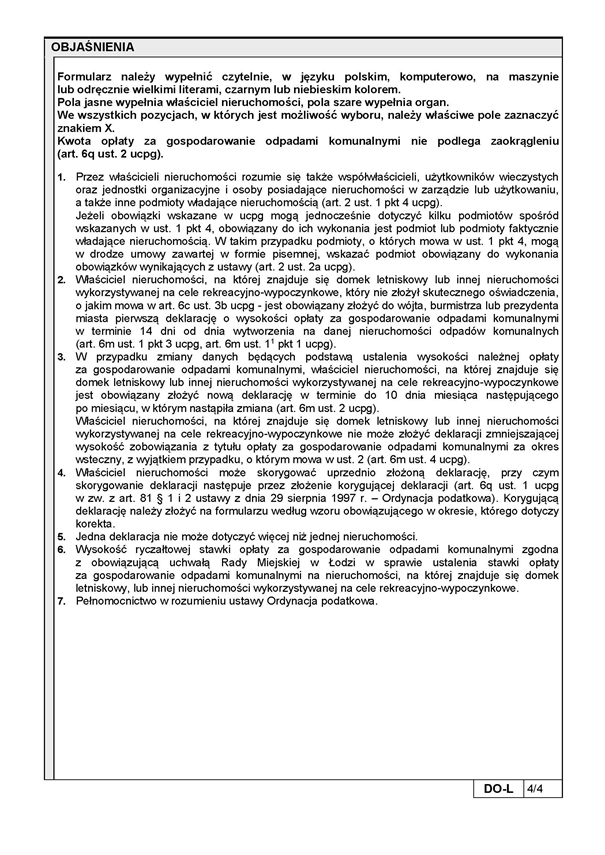 OBJAŚNIENIA
Formularz należy wypełnić czytelnie, w języku polskim, komputerowo, na maszynie
lub odręcznie wielkimi literami, czarnym lub niebieskim kolorem.
Pola jasne wypełnia właściciel nieruchomości, pola szare wypełnia organ.
We wszystkich pozycjach, w których jest możliwość wyboru, należy właściwe pole zaznaczyć
znakiem X.
Kwota opłaty za gospodarowanie odpadami komunalnymi nie podlega zaokrągleniu
(art. 6q ust. 2 ucpg).
1. Przez właścicieli nieruchomości rozumie się także współwłaścicieli, użytkowników wieczystych
oraz jednostki organizacyjne i osoby posiadające nieruchomości w zarządzie lub użytkowaniu,
a także inne podmioty władające nieruchomością (art. 2 ust. 1 pkt 4 ucpg).
Jeżeli obowiązki wskazane w ucpg mogą jednocześnie dotyczyć kilku podmiotów spośród
wskazanych w ust. 1 pkt 4, obowiązany do ich wykonania jest podmiot lub podmioty faktycznie
władające nieruchomością. W takim przypadku podmioty, o których mowa w ust. 1 pkt 4, mogą
w drodze umowy zawartej w formie pisemnej, wskazać podmiot obowiązany do wykonania
obowiązków wynikających z ustawy (art. 2 ust. 2a ucpg).
2. Właściciel nieruchomości, na której znajduje się domek letniskowy lub innej nieruchomości
wykorzystywanej na cele rekreacyjno-wypoczynkowe, który nie złożył skutecznego oświadczenia,
o jakim mowa w art. 6c ust. 3b ucpg - jest obowiązany złożyć do wójta, burmistrza lub prezydenta
miasta pierwszą deklarację o wysokości opłaty za gospodarowanie odpadami komunalnymi
w terminie 14 dni od dnia wytworzenia na danej nieruchomości odpadów komunalnych
(art. 6m ust. 1 pkt 3 ucpg, art. 6m ust. 1¹ pkt 1 ucpg).
3. W przypadku zmiany danych będących podstawą ustalenia wysokości należnej opłaty
za gospodarowanie odpadami komunalnymi, właściciel nieruchomości, na której znajduje się
domek letniskowy lub innej nieruchomości wykorzystywanej na cele rekreacyjno-wypoczynkowe
jest obowiązany złożyć nową deklarację w terminie do 10 dnia miesiąca następującego
po miesiącu, w którym nastąpiła zmiana (art. 6m ust. 2 ucpg).
Właściciel nieruchomości, na której znajduje się domek letniskowy lub innej nieruchomości
wykorzystywanej na cele rekreacyjno-wypoczynkowe nie może złożyć deklaracji zmniejszającej
wysokość zobowiązania z tytułu opłaty za gospodarowanie odpadami komunalnymi za okres
wsteczny, z wyjątkiem przypadku, o którym mowa w ust. 2 (art. 6m ust. 4 ucpg).
4. Właściciel nieruchomości może skorygować uprzednio złożoną deklarację, przy czym
skorygowanie deklaracji następuje przez złożenie korygującej deklaracji (art. 6q ust. 1 ucpg
w zw. z art. 81 § 1 i 2 ustawy z dnia 29 sierpnia 1997 r. – Ordynacja podatkowa). Korygującą
deklarację należy złożyć na formularzu według wzoru obowiązującego w okresie, którego dotyczy
korekta.
5. Jedna deklaracja nie może dotyczyć więcej niż jednej nieruchomości.
6. Wysokość ryczałtowej stawki opłaty za gospodarowanie odpadami komunalnymi zgodna
z obowiązującą uchwałą Rady Miejskiej w Łodzi w sprawie ustalenia stawki opłaty
za gospodarowanie odpadami komunalnymi na nieruchomości, na której znajduje się domek
letniskowy, lub innej nieruchomości wykorzystywanej na cele rekreacyjno-wypoczynkowe.
7. Pełnomocnictwo w rozumieniu ustawy Ordynacja podatkowa.
DO-L 4/4